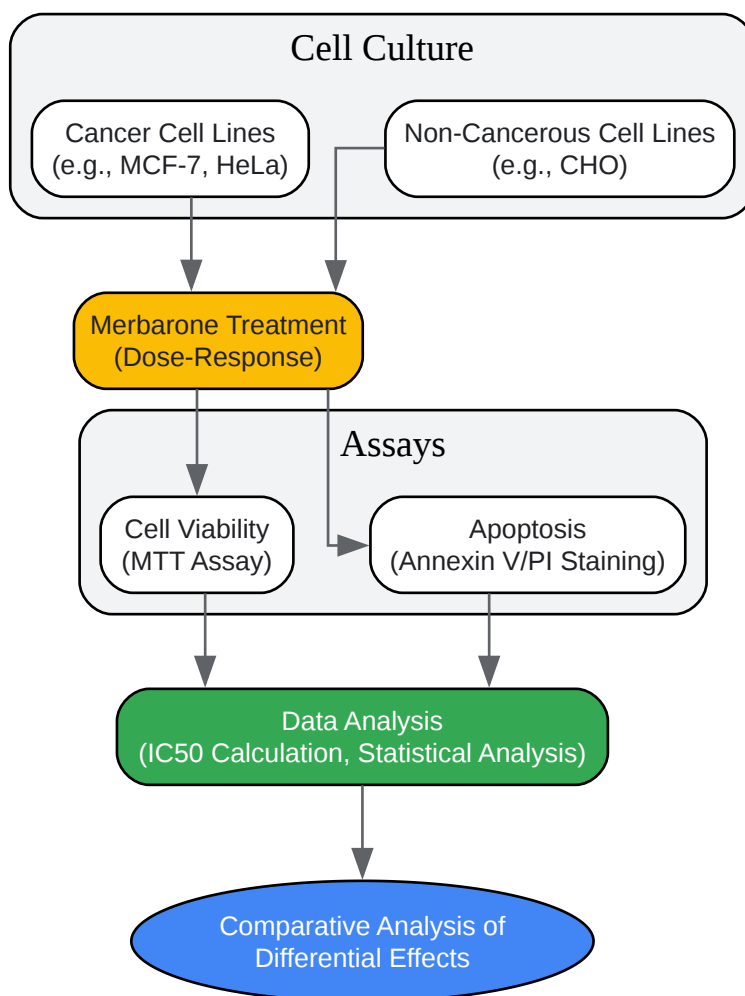 Cell Culture
Cancer Cell Lines
(e.g., MCF-7, HeLa)
Non-Cancerous Cell Lines
(e.g., CHO)
Merbarone Treatment
(Dose-Response)
Assays
Cell Viability
(MTT Assay)
Apoptosis
(Annexin V/PI Staining)
Data Analysis
(IC50 Calculation, Statistical Analysis)
Comparative Analysis of
Differential Effects